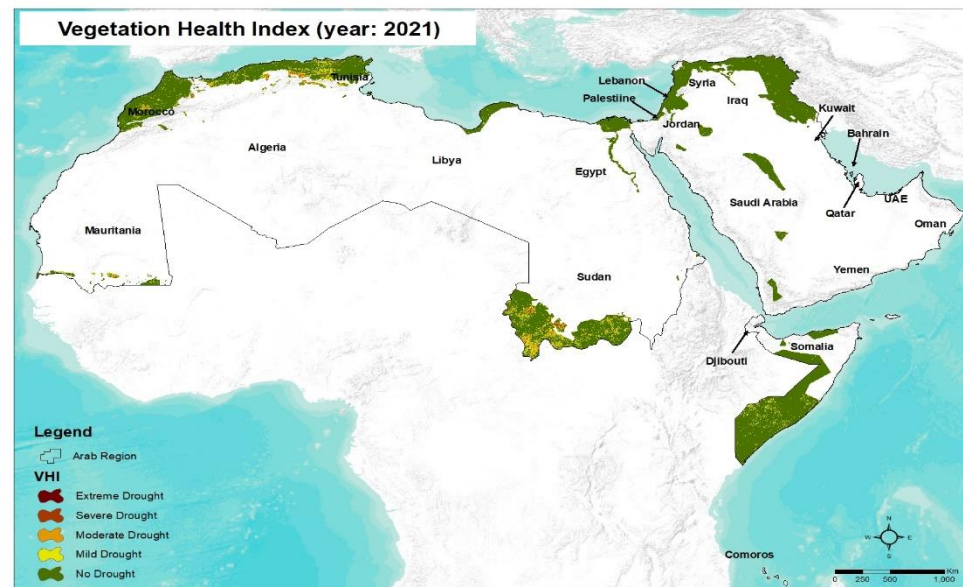 Vegetation Health Index (year: 2021)
Tunisia
Morocco
Algeria
Libya
Egypt
Mauritania
Sudan
Lebanon
Palestiine
Syria
Iraq
Jordan
Kuwait
Bahrain
Saudi Arabia
Qatar
UAE
Oman
Yemen
Djibouti
Somalia
Comoros
Legend
Arab Region
VHI
Extreme Drought
Severe Drought
Moderate Drought
Mild Drought
No Drought
N
W E
S
Km
0 250 500 1,000